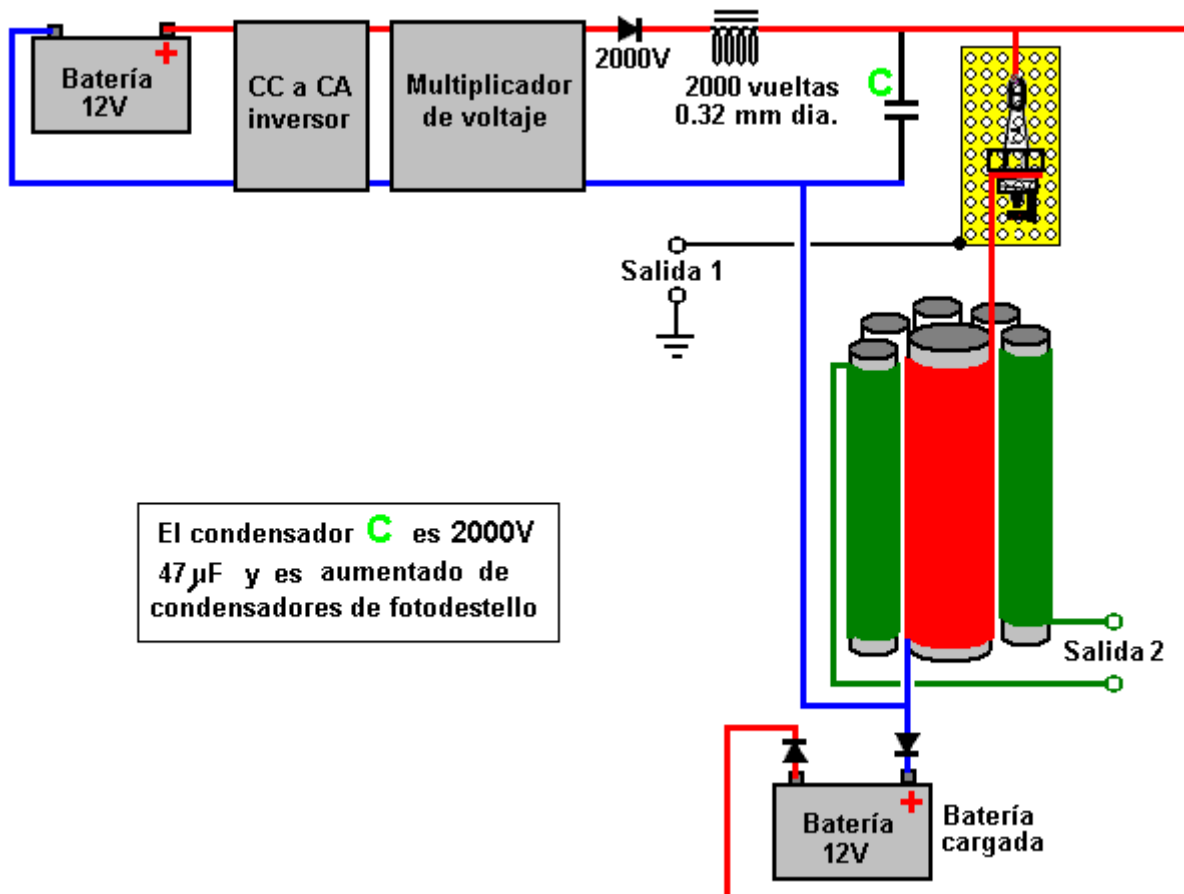 Batería
12V
+
CC a CA
inversor
Multiplicador
de voltaje
2000V
2000 vueltas
0.32 mm dia.
C
Salida 1
El condensador C es 2000V
47µF y es aumentado de
condensadores de fotodestello
Salida 2
Batería
12V
+
Batería
cargada